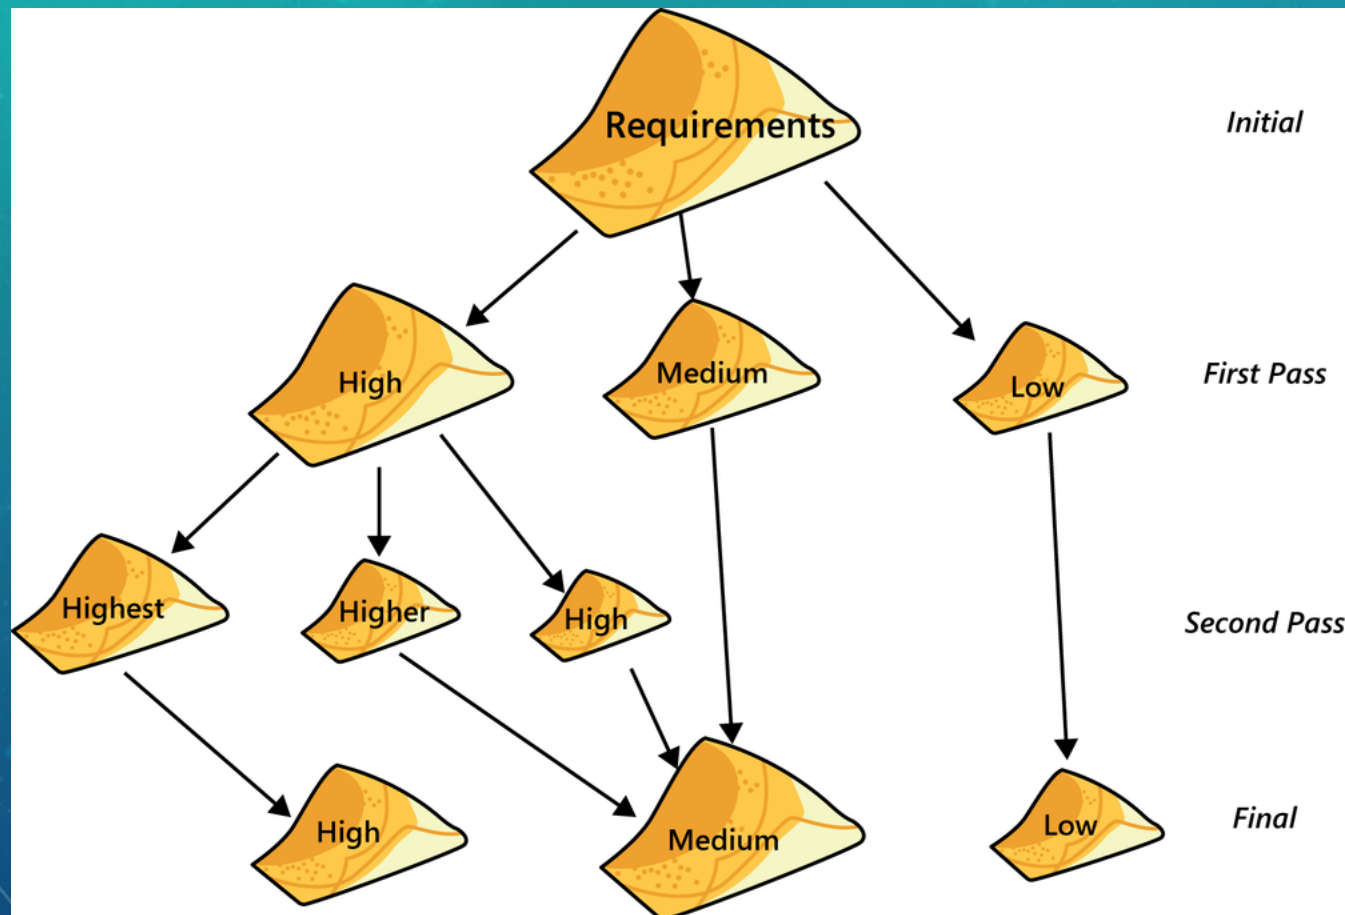 Requirements
Initial
High
Medium
Low
First Pass
Highest
Higher
High
Second Pass
High
Medium
Low
Final